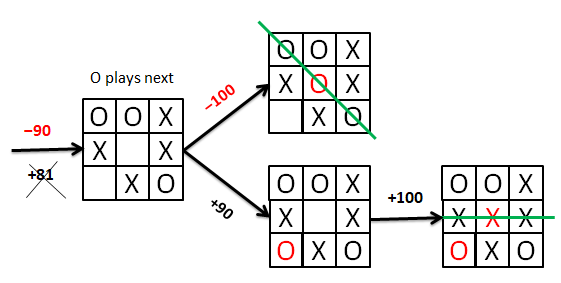 O plays next
−90
+81
O O X
X X
X O
−100
O O X
X O X
X O
+90
O O X
X X
O X O
+100
O O X
X X X
O X O